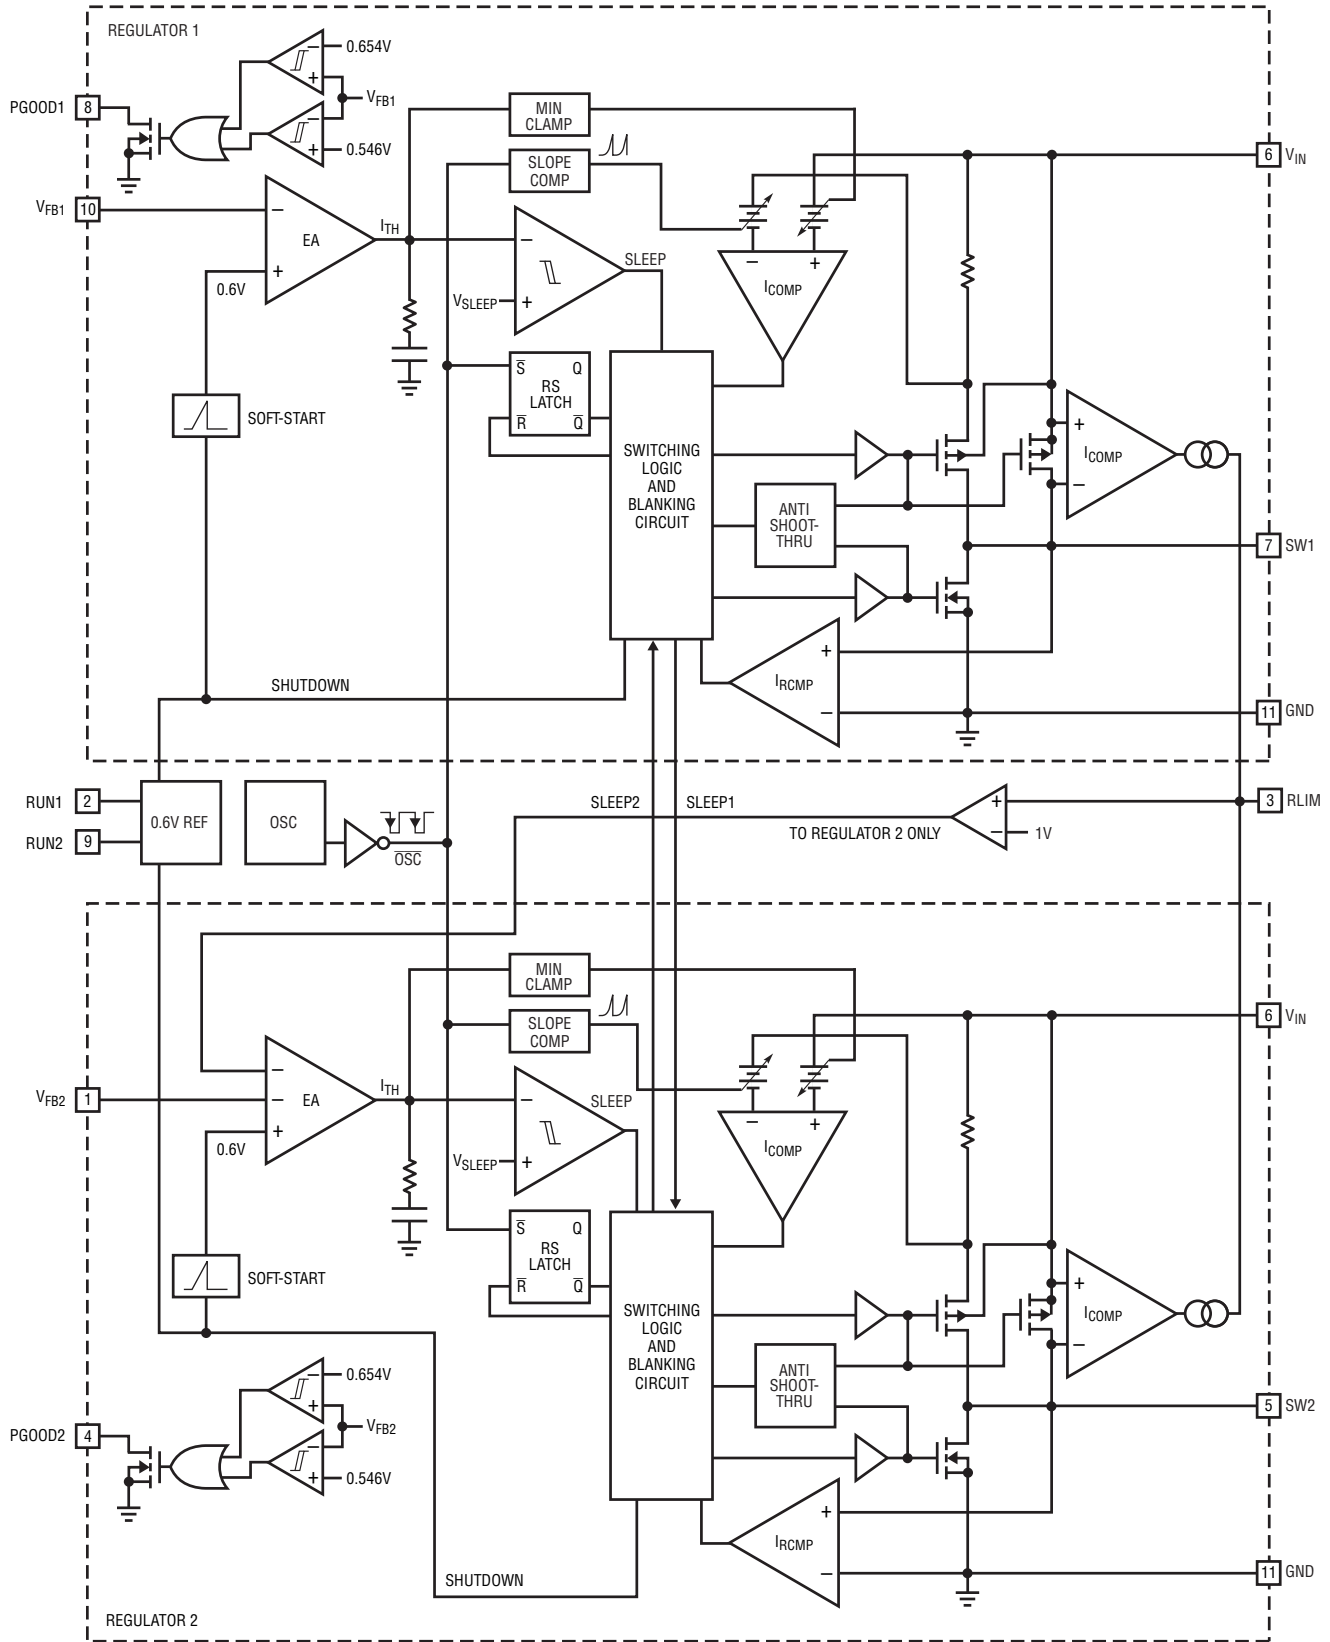 REGULATOR 1
0.654V
PGOOD1
8
VFB1
0.546V
MIN
CLAMP
SLOPE
COMP
6
VIN
VFB1
10
EA
0.6V
ITH
SLEEP
VSLEEP
ICOMP
S̅
Q
RS
LATCH
R̅
Q̅
SOFT-START
SWITCHING
LOGIC
AND
BLANKING
CIRCUIT
ANTI
SHOOT-
THRU
ICOMP
7
SW1
IRCMP
SHUTDOWN
11
GND
RUN1
2
RUN2
9
0.6V REF
OSC
O̅S̅C̅
SLEEP2
SLEEP1
TO REGULATOR 2 ONLY
1V
3
RLIM
MIN
CLAMP
SLOPE
COMP
6
VIN
VFB2
1
EA
0.6V
ITH
SLEEP
VSLEEP
ICOMP
S̅
Q
RS
LATCH
R̅
Q̅
SOFT-START
SWITCHING
LOGIC
AND
BLANKING
CIRCUIT
ANTI
SHOOT-
THRU
ICOMP
5
SW2
0.654V
PGOOD2
4
VFB2
0.546V
IRCMP
SHUTDOWN
11
GND
REGULATOR 2